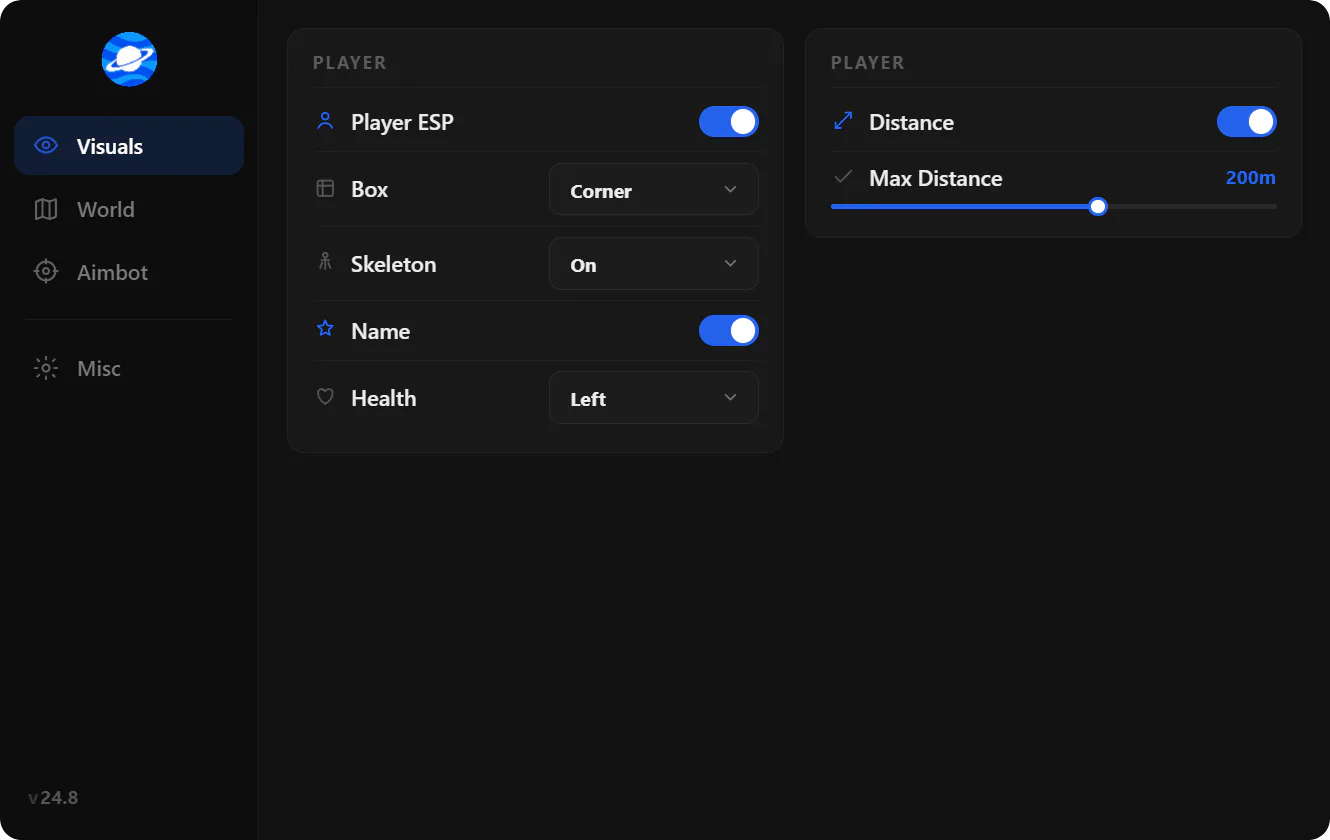 Visuals
World
Aimbot
Misc
v24.8
PLAYER
Player ESP
Box
Corner
Skeleton
On
Name
Health
Left
PLAYER
Distance
Max Distance
200m